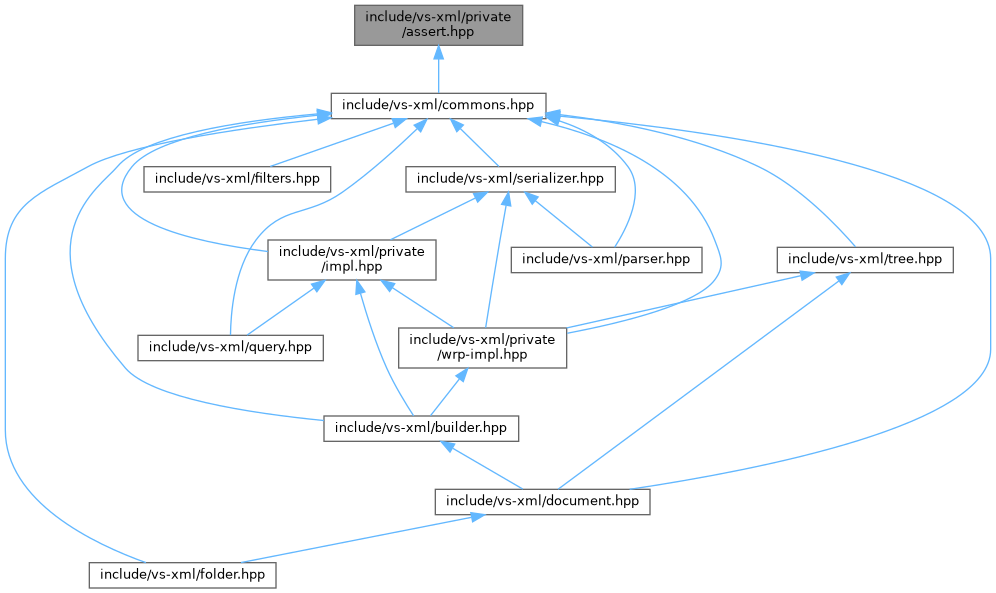 include/vs-xml/private
/assert.hpp
include/vs-xml/commons.hpp
include/vs-xml/filters.hpp
include/vs-xml/serializer.hpp
include/vs-xml/private
/impl.hpp
include/vs-xml/parser.hpp
include/vs-xml/tree.hpp
include/vs-xml/query.hpp
include/vs-xml/private
/wrp-impl.hpp
include/vs-xml/builder.hpp
include/vs-xml/document.hpp
include/vs-xml/folder.hpp